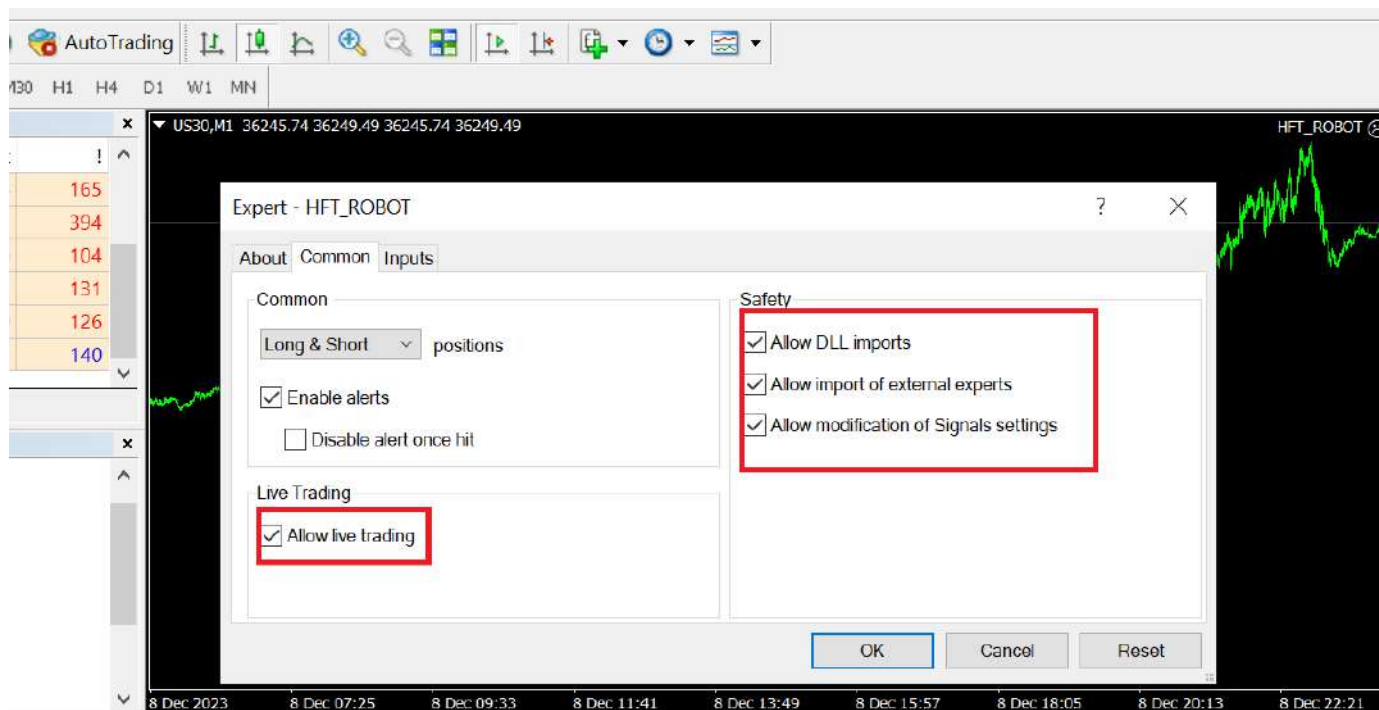 AutoTrading
M30 H1 H4 D1 W1 MN
US30,M1 36245.74 36249.49 36245.74 36249.49
HFT_ROBOT
!
165
394
104
131
126
140
Expert - HFT_ROBOT
About Common Inputs
Common
Long & Short positions
Enable alerts
Disable alert once hit
Live Trading
Allow live trading
Safety
Allow DLL imports
Allow import of external experts
Allow modification of Signals settings
OK Cancel Reset
8 Dec 2023 8 Dec 07:25 8 Dec 09:33 8 Dec 11:41 8 Dec 13:49 8 Dec 15:57 8 Dec 18:05 8 Dec 20:13 8 Dec 22:21